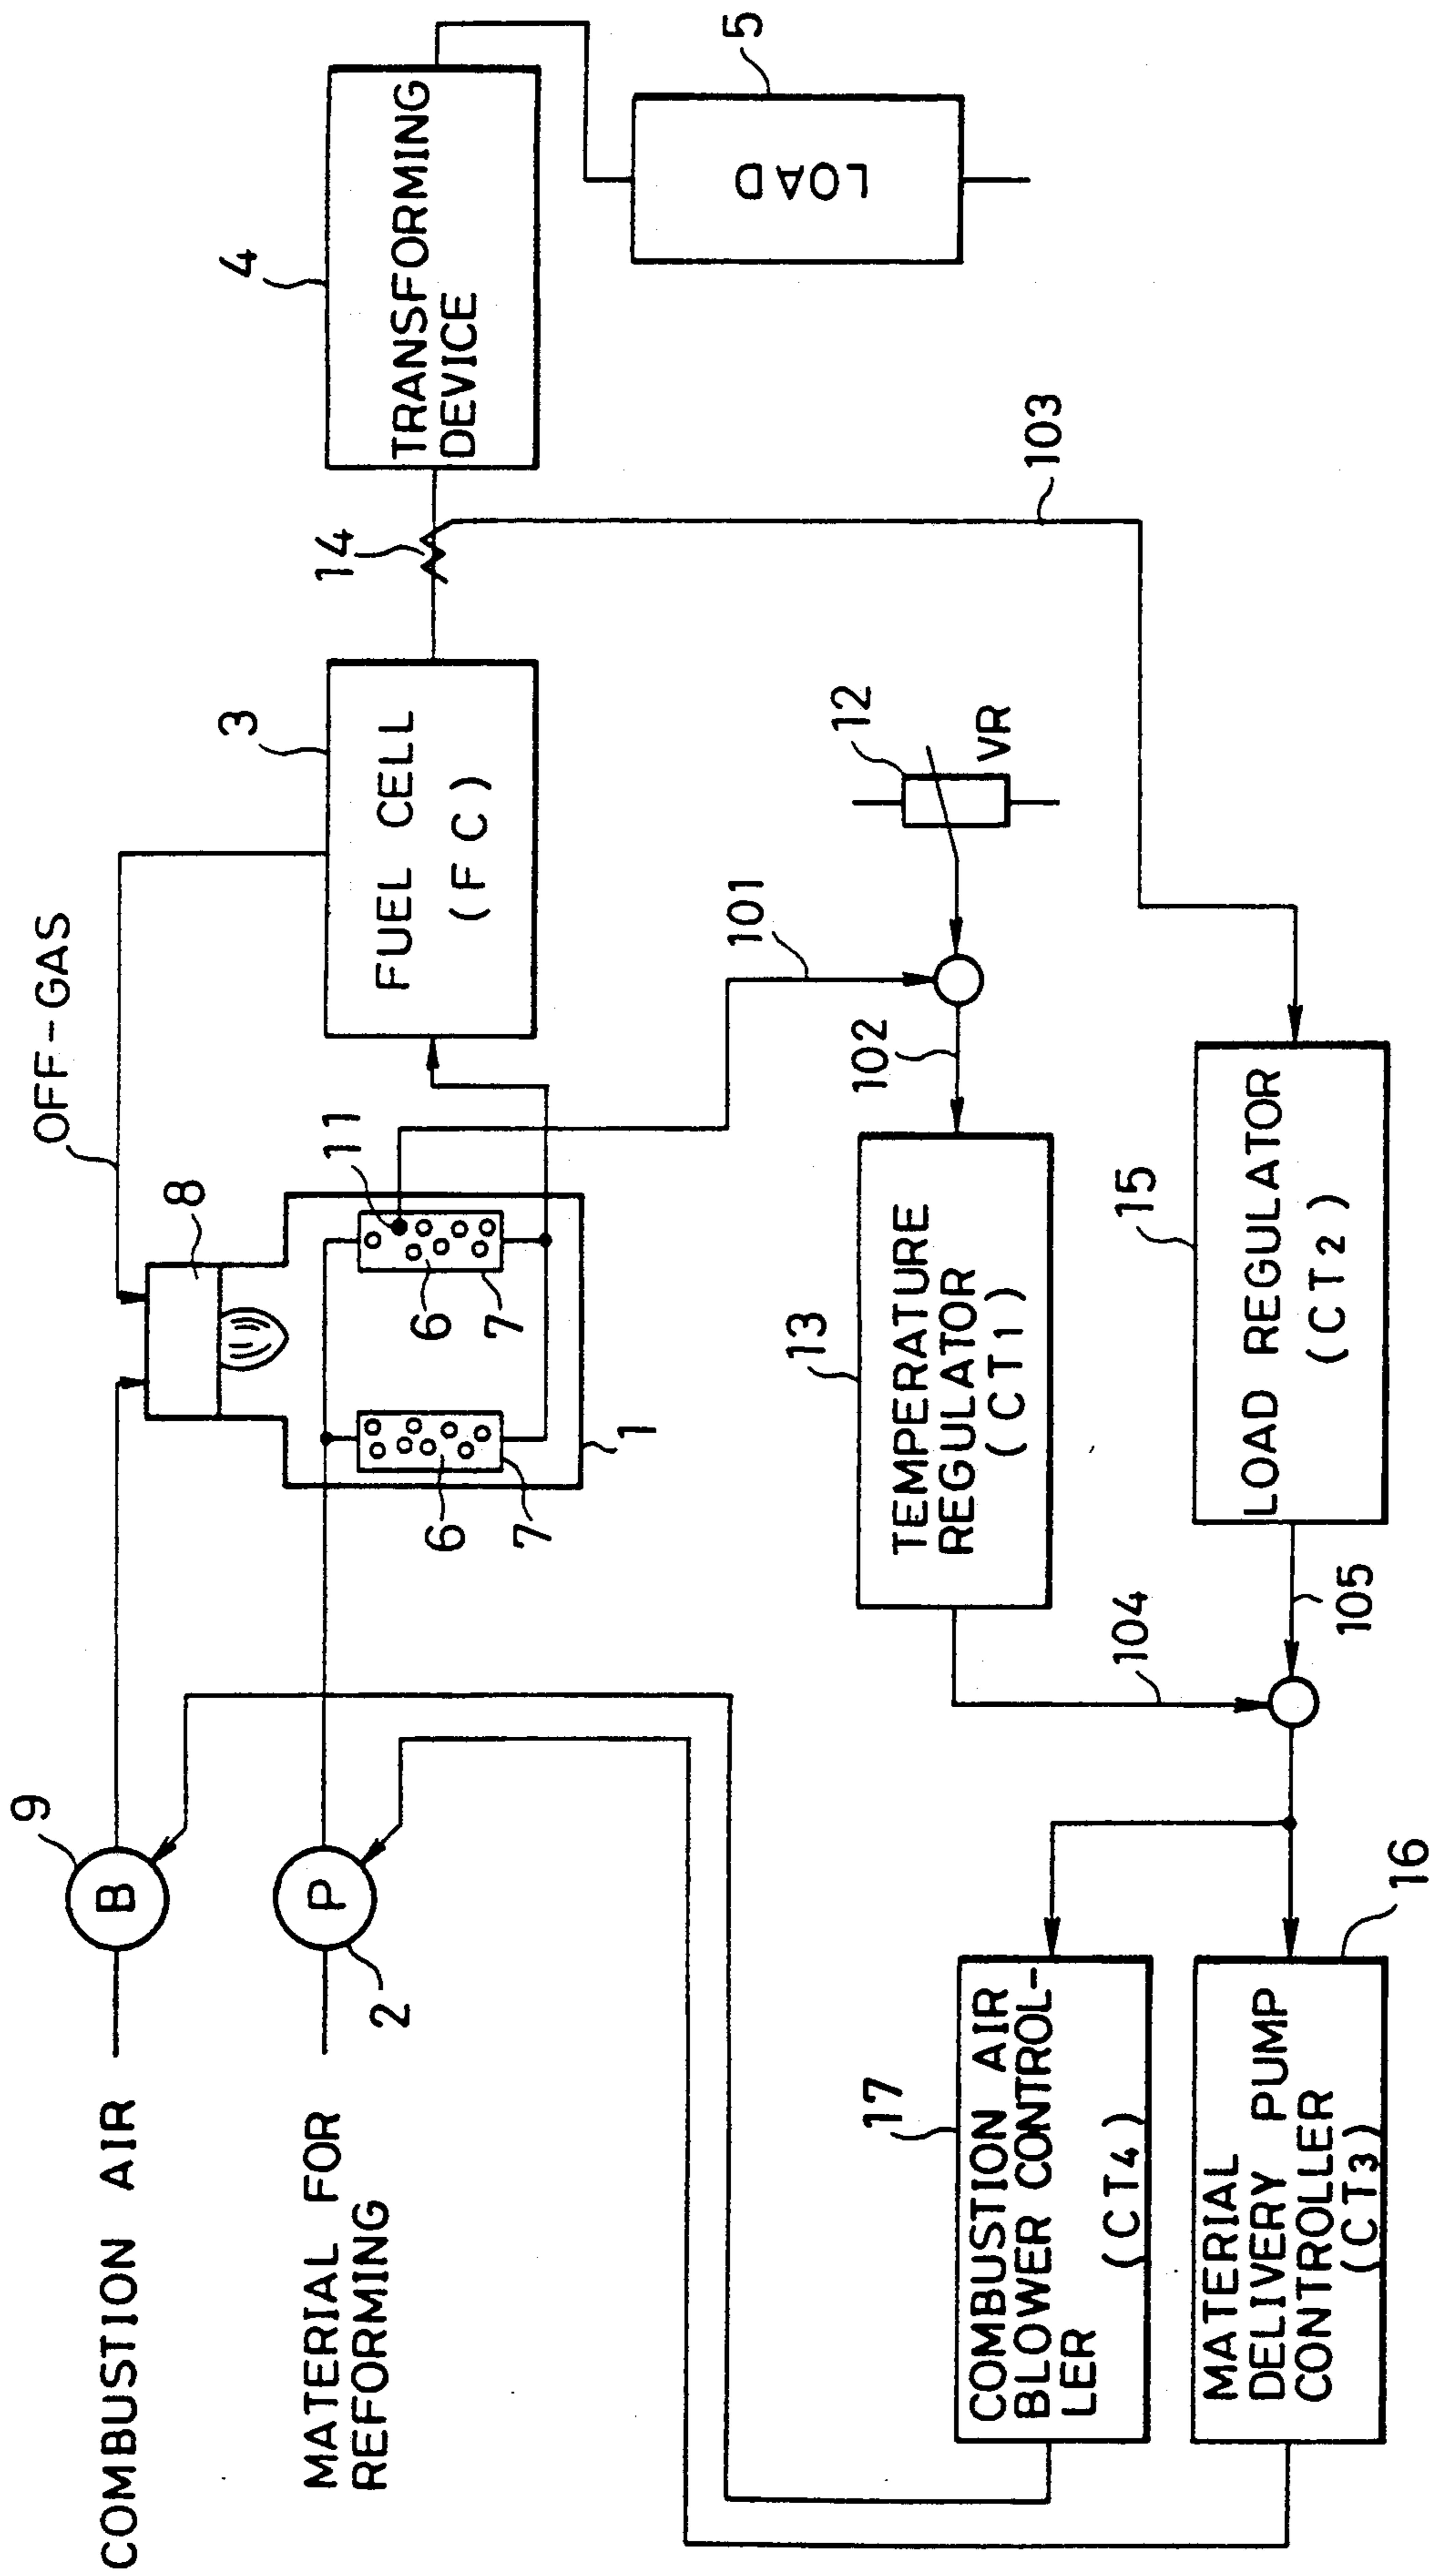 COMBUSTION AIR
9
B
OFF-GAS
8
MATERIAL FOR
REFORMING
2
P
6
7
6
7
1
11
3
FUEL CELL
(FC)
14
4
TRANSFORMING
DEVICE
5
LOAD
101
12
VR
102
103
13
TEMPERATURE
REGULATOR
(CT1)
104
15
LOAD REGULATOR
(CT2)
105
17
COMBUSTION AIR
BLOWER CONTROL-
LER
(CT4)
16
MATERIAL
DELIVERY PUMP
CONTROLLER
(CT3)